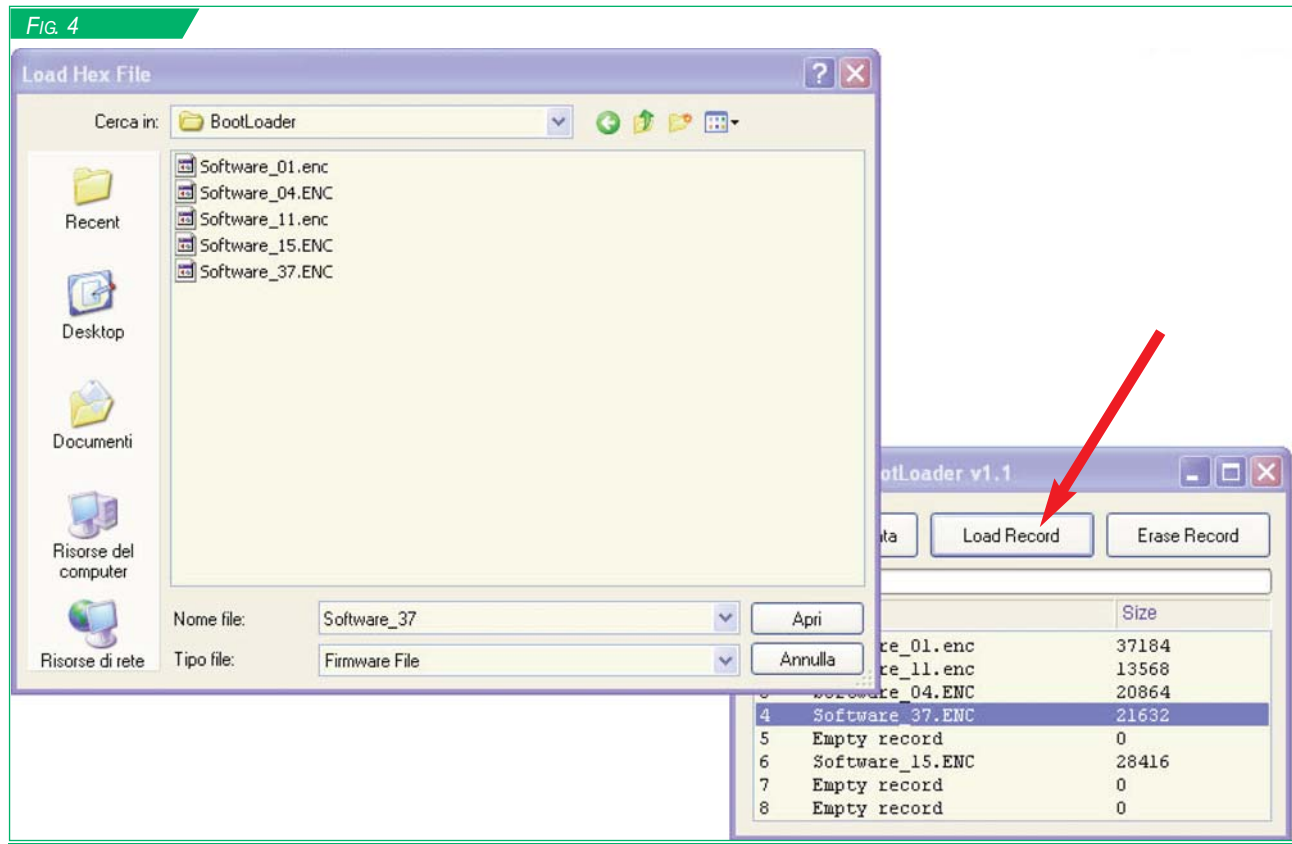 FIG. 4
Load Hex File
Cerca in: BootLoader
Software_01.enc
Software_04.ENC
Software_11.enc
Software_15.ENC
Software_37.ENC
Recent
Desktop
Documenti
Risorse del
computer
Risorse di rete
Nome file: Software_37 Apri
Tipo file: Firmware File Annulla
otLoader v1.1
ta Load Record Erase Record
Size
re_01.enc 37184
re_11.enc 13568
_04.ENC 20864
4 Software_37.ENC 21632
5 Empty record 0
6 Software_15.ENC 28416
7 Empty record 0
8 Empty record 0